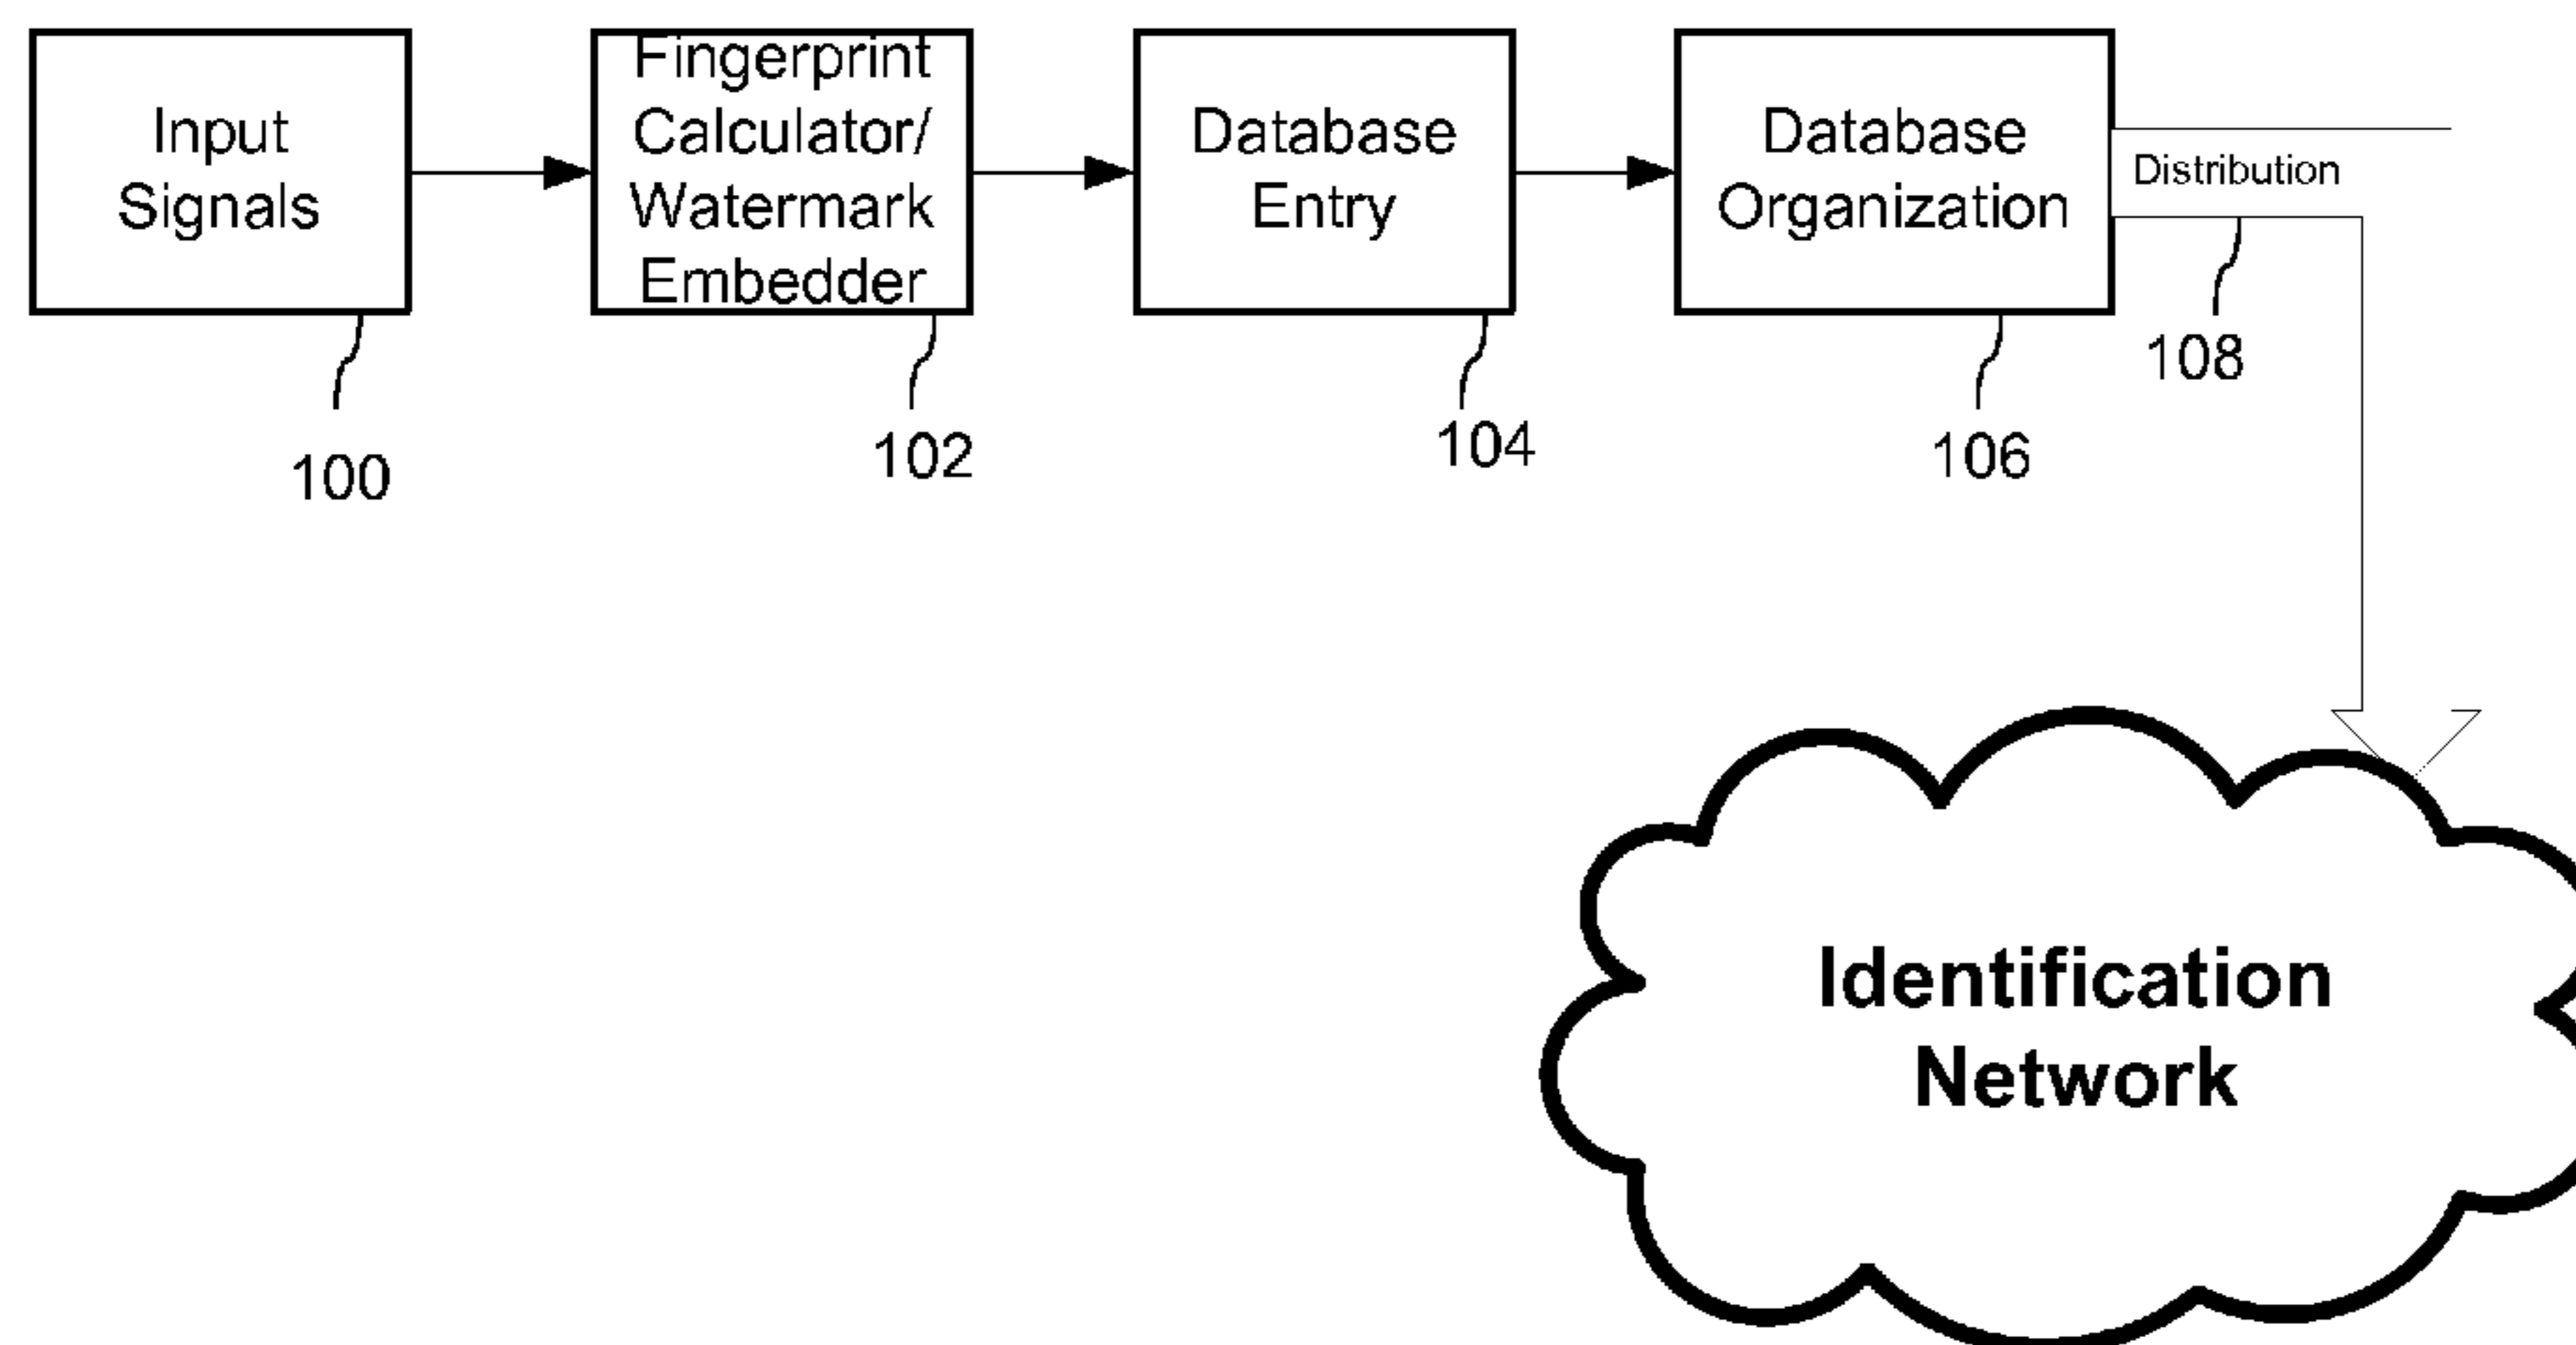 Input
Signals
Fingerprint
Calculator/
Watermark
Embedder
Database
Entry
Database
Organization
Distribution
100
102
104
106
108
Identification
Network